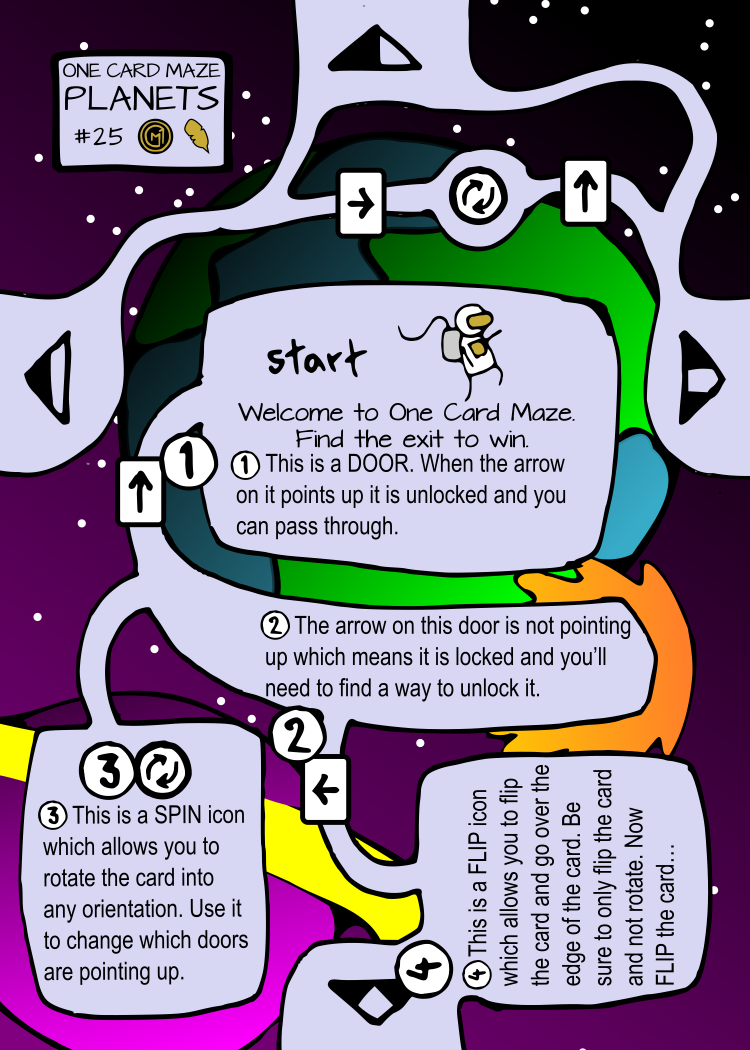 ONE CARD MAZE
PLANETS
#25
start
Welcome to One Card Maze.
Find the exit to win.
1
1 This is a DOOR. When the arrow
on it points up it is unlocked and you
can pass through.
2 The arrow on this door is not pointing
up which means it is locked and you'll
need to find a way to unlock it.
2
3
3 This is a SPIN icon
which allows you to
rotate the card into
any orientation. Use it
to change which doors
are pointing up.
4
4 This is a FLIP icon
which allows you to flip
the card and go over the
edge of the card. Be
sure to only flip the card
and not rotate. Now
FLIP the card...